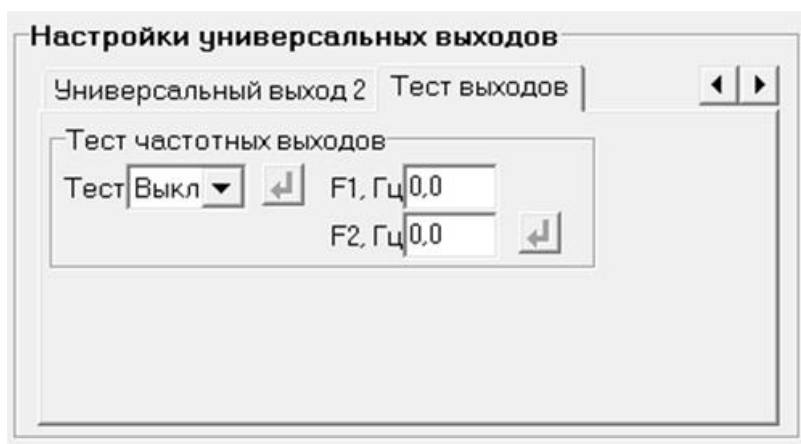 Настройки универсальных выходов
Универсальный выход 2 Тест выходов
Тест частотных выходов
Тест Выкл F1, Гц 0,0
F2, Гц 0,0